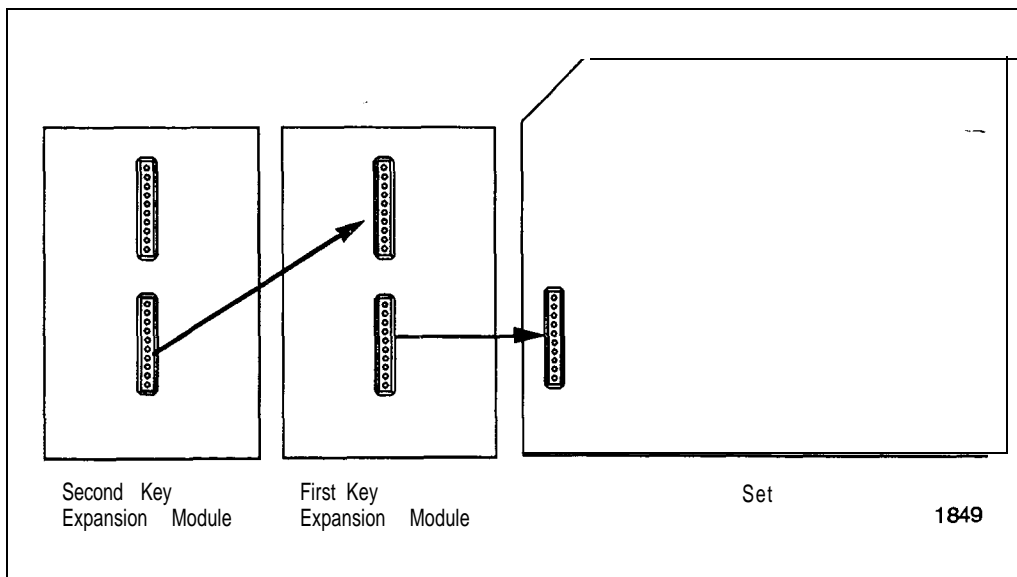 Second Key
Expansion Module
First Key
Expansion Module
Set
1849